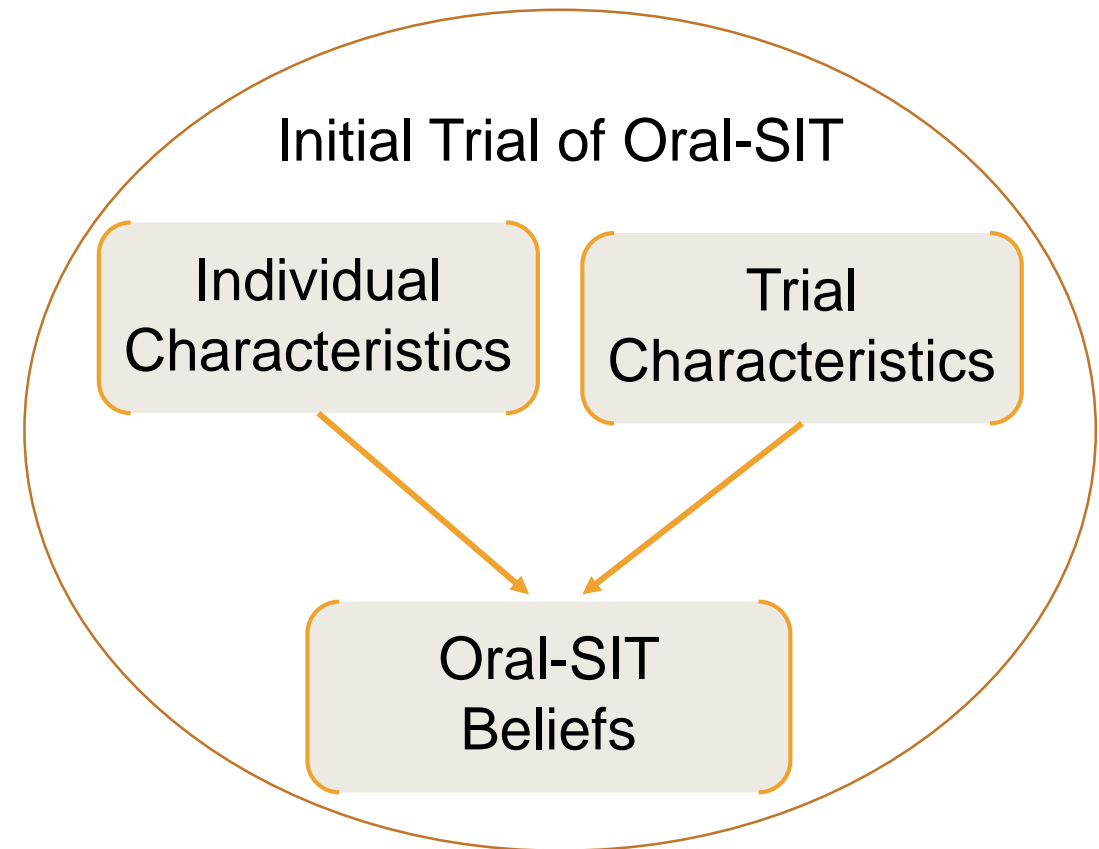 Initial Trial of Oral-SIT
Individual
Characteristics
Trial
Characteristics
Oral-SIT
Beliefs